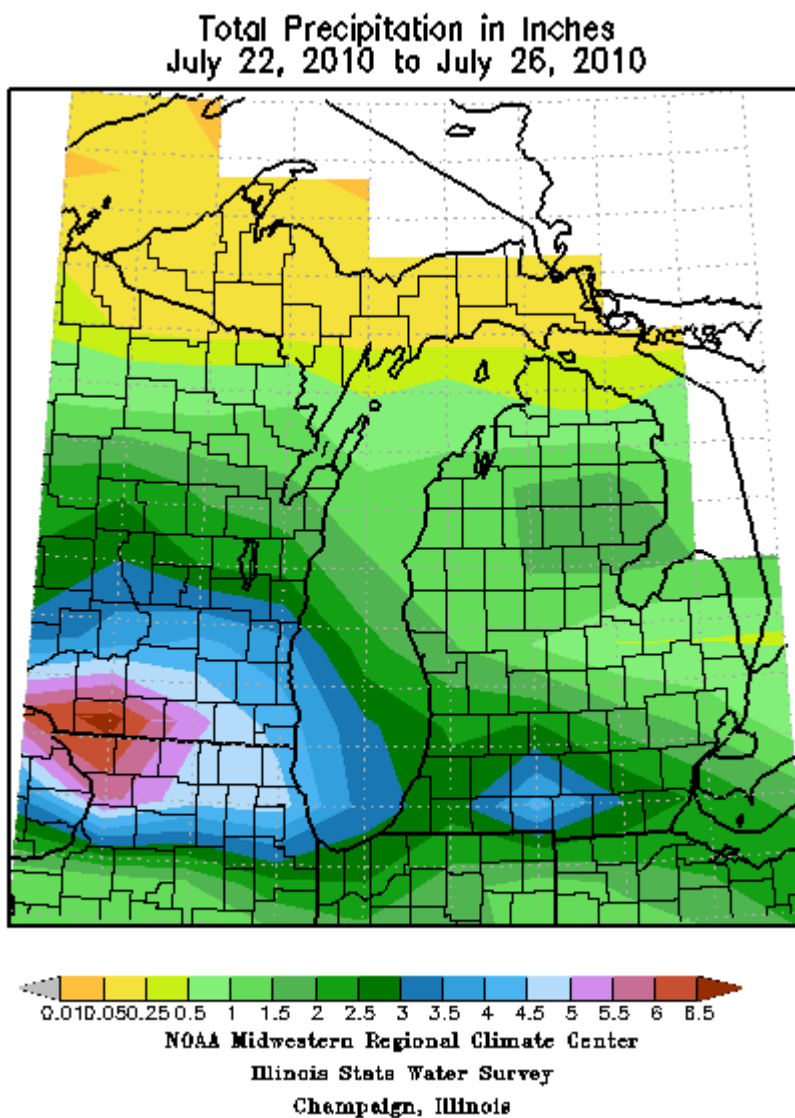 Total Precipitation in Inches
July 22, 2010 to July 26, 2010
0.01 0.05 0.25 0.5 1 1.5 2 2.5 3 3.5 4 4.5 5 5.5 6 6.5
NOAA Midwestern Regional Climate Center
Illinois State Water Survey
Champaign, Illinois